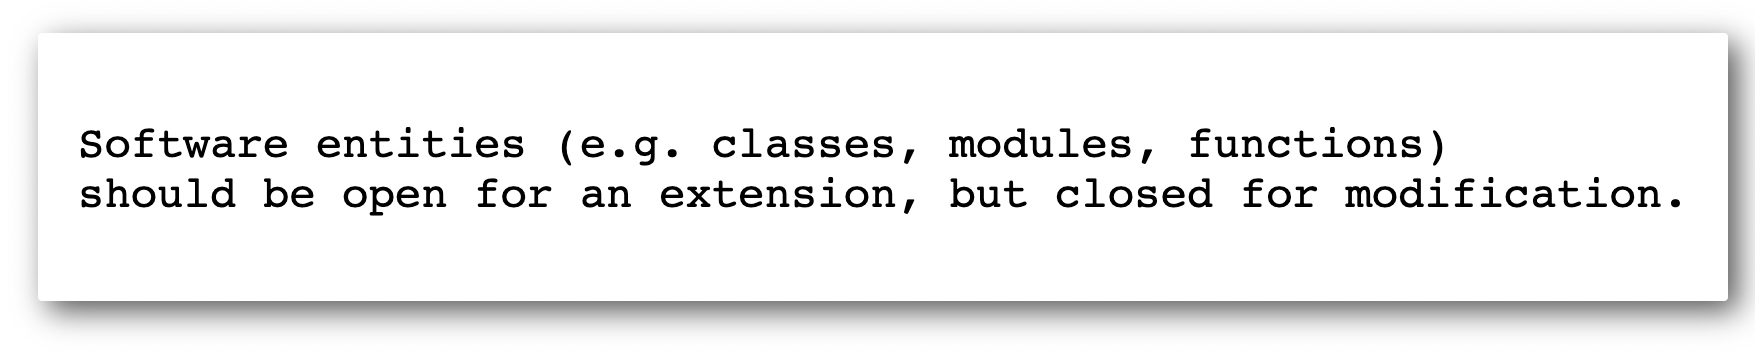 Software entities (e.g. classes, modules, functions)
should be open for an extension, but closed for modification.